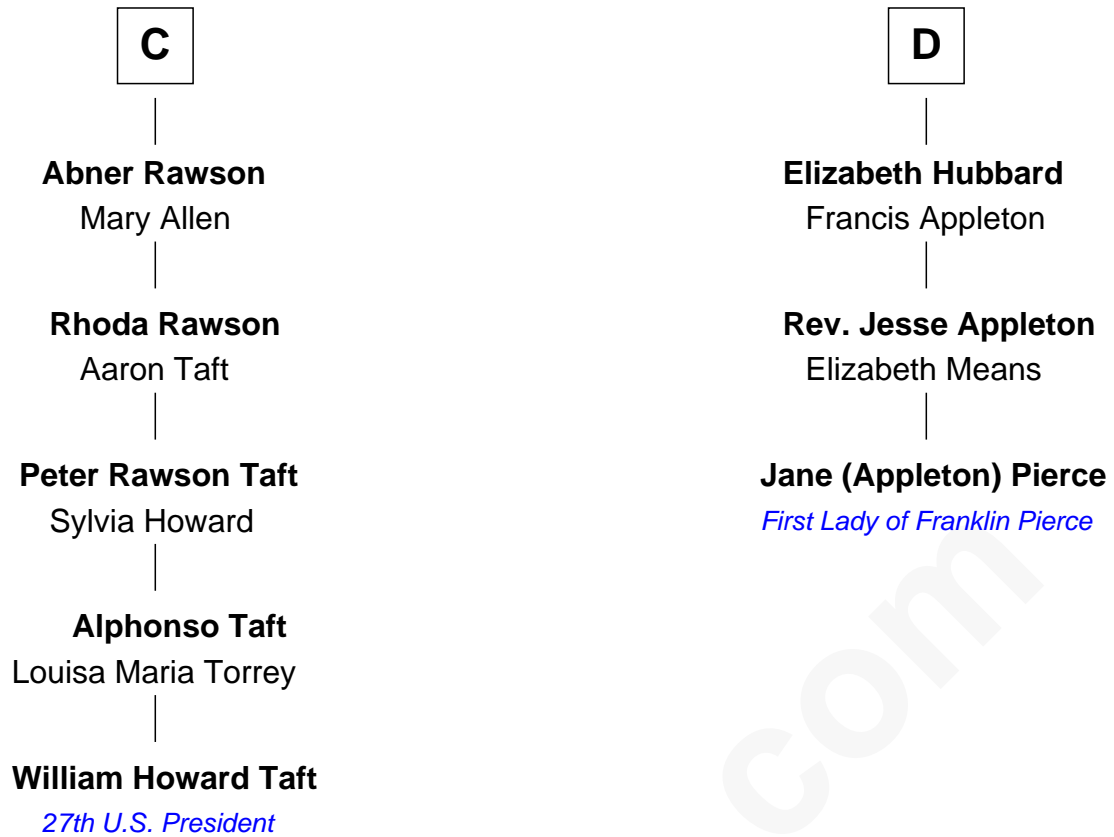 C
Abner Rawson
Mary Allen
Rhoda Rawson
Aaron Taft
Peter Rawson Taft
Sylvia Howard
Alphonso Taft
Louisa Maria Torrey
William Howard Taft
27th U.S. President
D
Elizabeth Hubbard
Francis Appleton
Rev. Jesse Appleton
Elizabeth Means
Jane (Appleton) Pierce
First Lady of Franklin Pierce
com